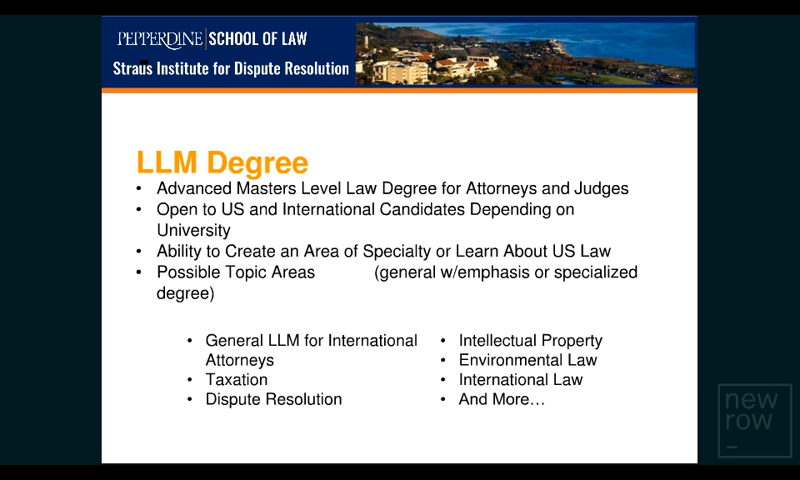 PEPPERDINE | SCHOOL OF LAW
Straus Institute for Dispute Resolution
LLM Degree
• Advanced Masters Level Law Degree for Attorneys and Judges
• Open to US and International Candidates Depending on
University
• Ability to Create an Area of Specialty or Learn About US Law
• Possible Topic Areas (general w/emphasis or specialized
degree)
• General LLM for International
Attorneys
• Taxation
• Dispute Resolution
• Intellectual Property
• Environmental Law
• International Law
• And More…
new
row